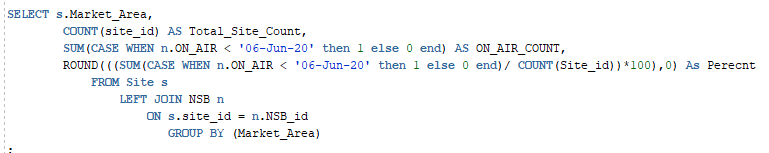 SELECT s.Market_Area,
COUNT(site_id) AS Total_Site_Count,
SUM(CASE WHEN n.ON_AIR < '06-Jun-20' then 1 else 0 end) AS ON_AIR_COUNT,
ROUND(((SUM(CASE WHEN n.ON_AIR < '06-Jun-20' then 1 else 0 end)/ COUNT(Site_id))*100),0) As Perecnt
FROM Site s
LEFT JOIN NSB n
ON s.site_id = n.NSB_id
GROUP BY (Market_Area)
;